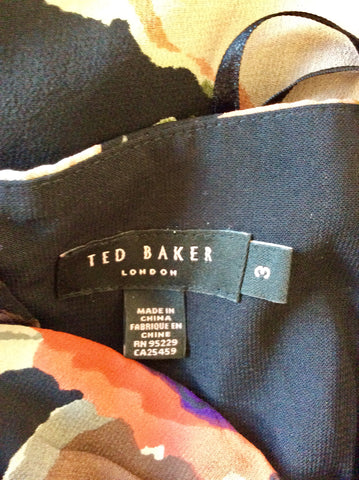 TED BAKER
LONDON
3
MADE IN
CHINA
FABRIQUE EN
CHINE
RN 95229
CA25459